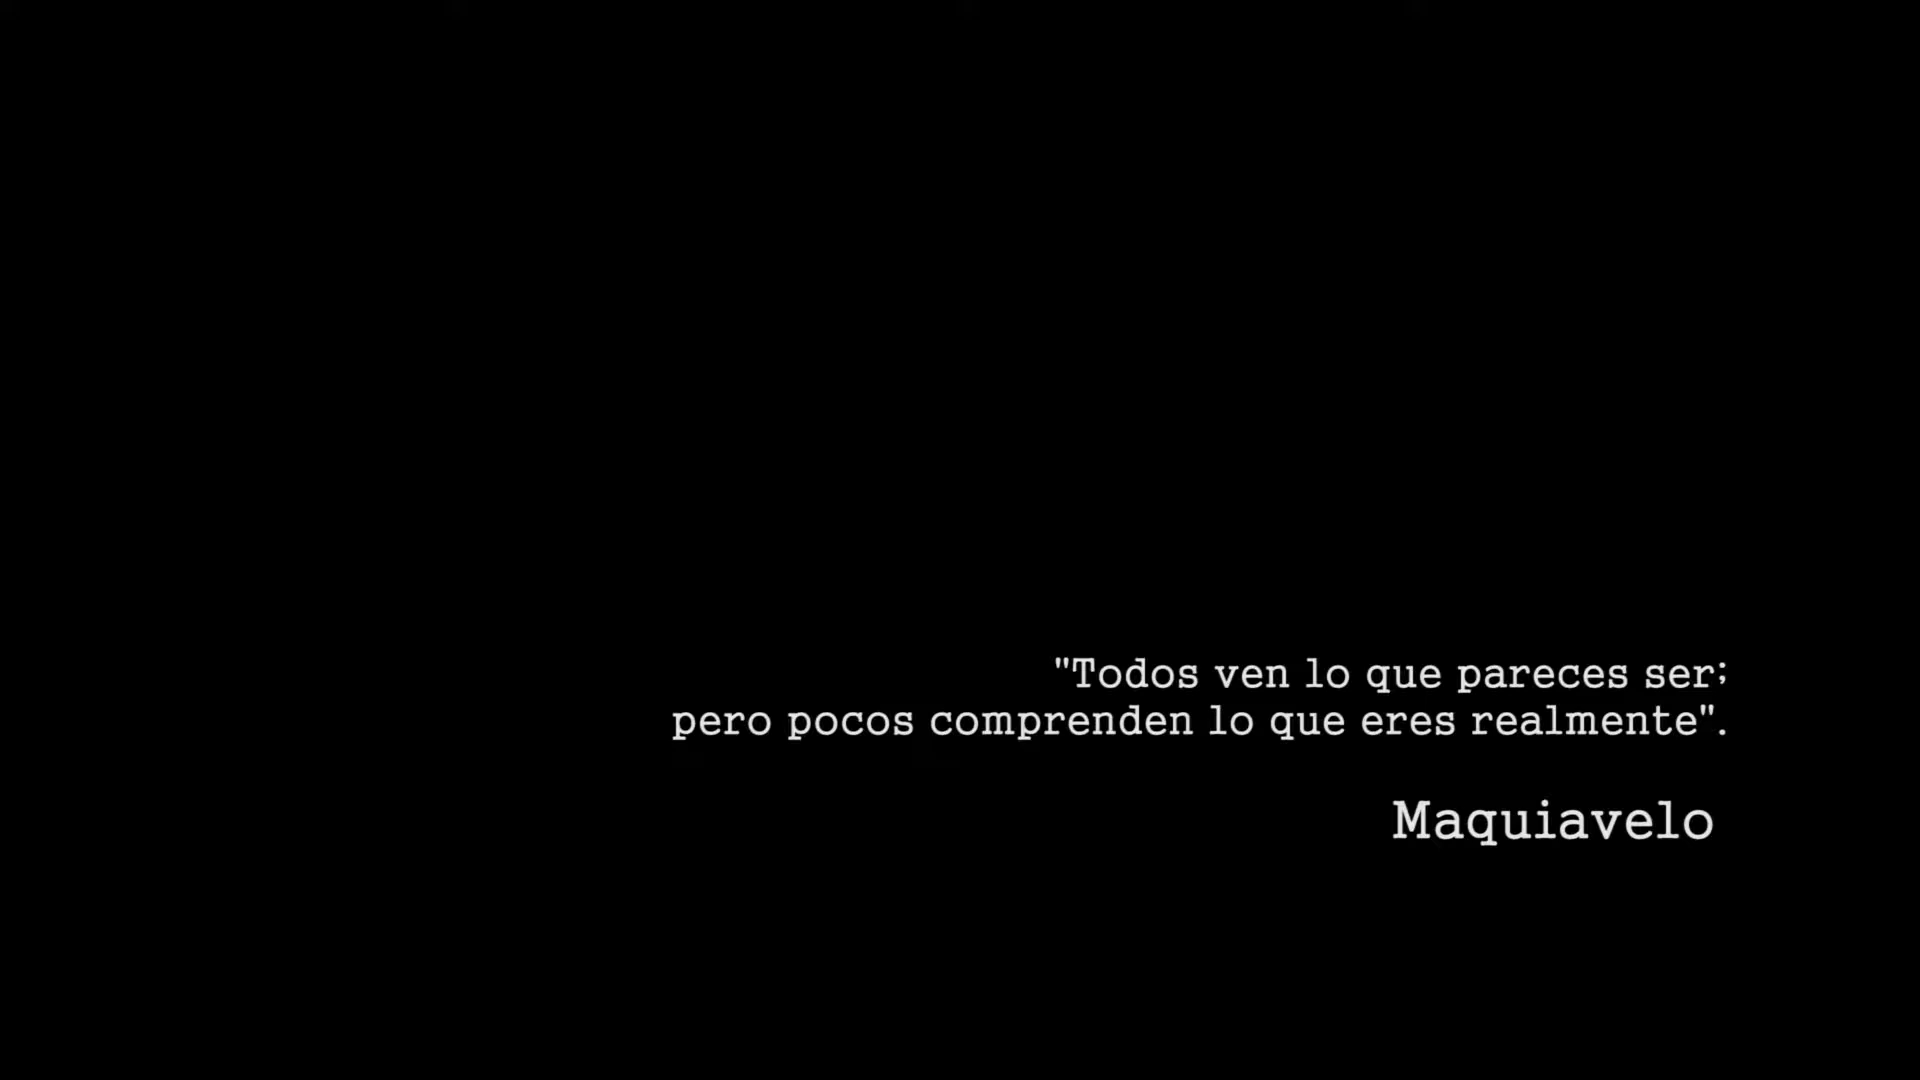 "Todos ven lo que pareces ser;
pero pocos comprenden lo que eres realmente".
Maquiavelo